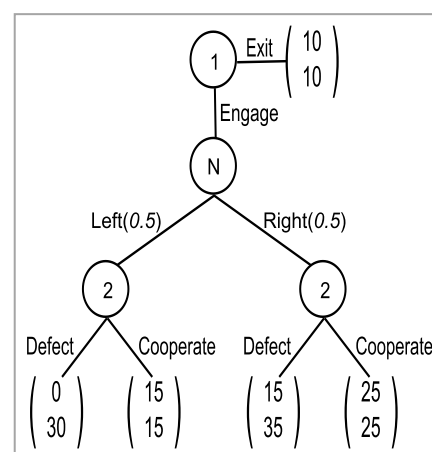 1
Exit
10
10
Engage
N
Left(0.5)
Right(0.5)
2
2
Defect
Cooperate
Defect
Cooperate
0
30
15
15
15
35
25
25